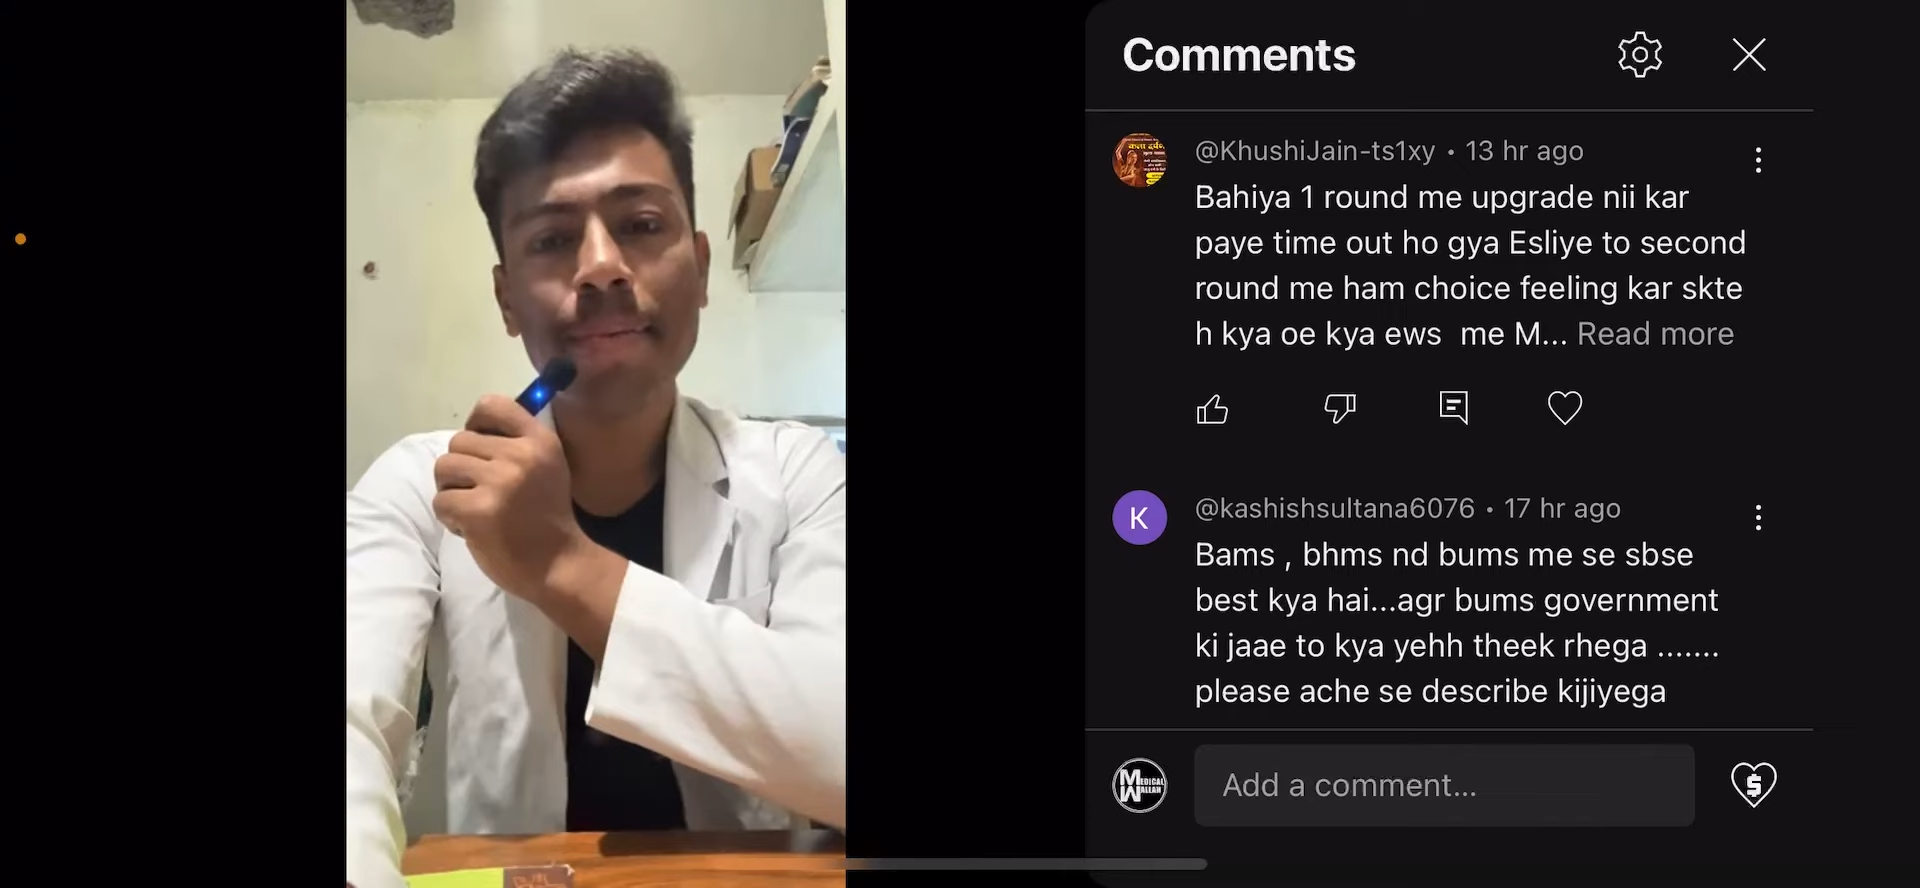 Comments
@KhushiJain-ts1xy • 13 hr ago
Bahiya 1 round me upgrade nii kar
paye time out ho gya Esliye to second
round me ham choice feeling kar skte
h kya oe kya ews  me M... Read more
@kashishsultana6076 • 17 hr ago
K
Bams , bhms nd bums me se sbse
best kya hai...agr bums government
ki jaae to kya yehh theek rhega .......
please ache se describe kijiyega
MEDICAL
WALLAH
Add a comment...